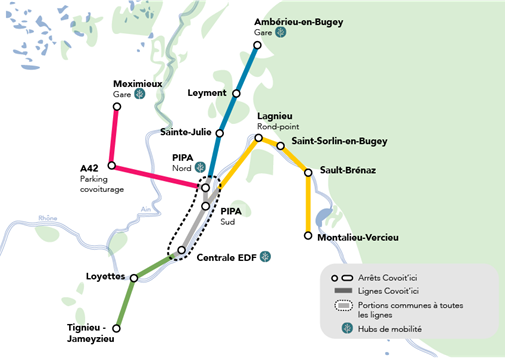 Ambérieu-en-Bugey
Gare
Meximieux
Gare
Leyment
Lagnieu
Rond-point
Sainte-Julie
Saint-Sorlin-en-Bugey
PIPA
Nord
A42
Parking
covoiturage
Sault-Brénaz
PIPA
Sud
Ain
Rhône
Montalieu-Vercieu
Centrale EDF
Loyettes
Tignieu -
Jameyzieu
Arrêts Covoit'ici
Lignes Covoit'ici
Portions communes à toutes
les lignes
Hubs de mobilité